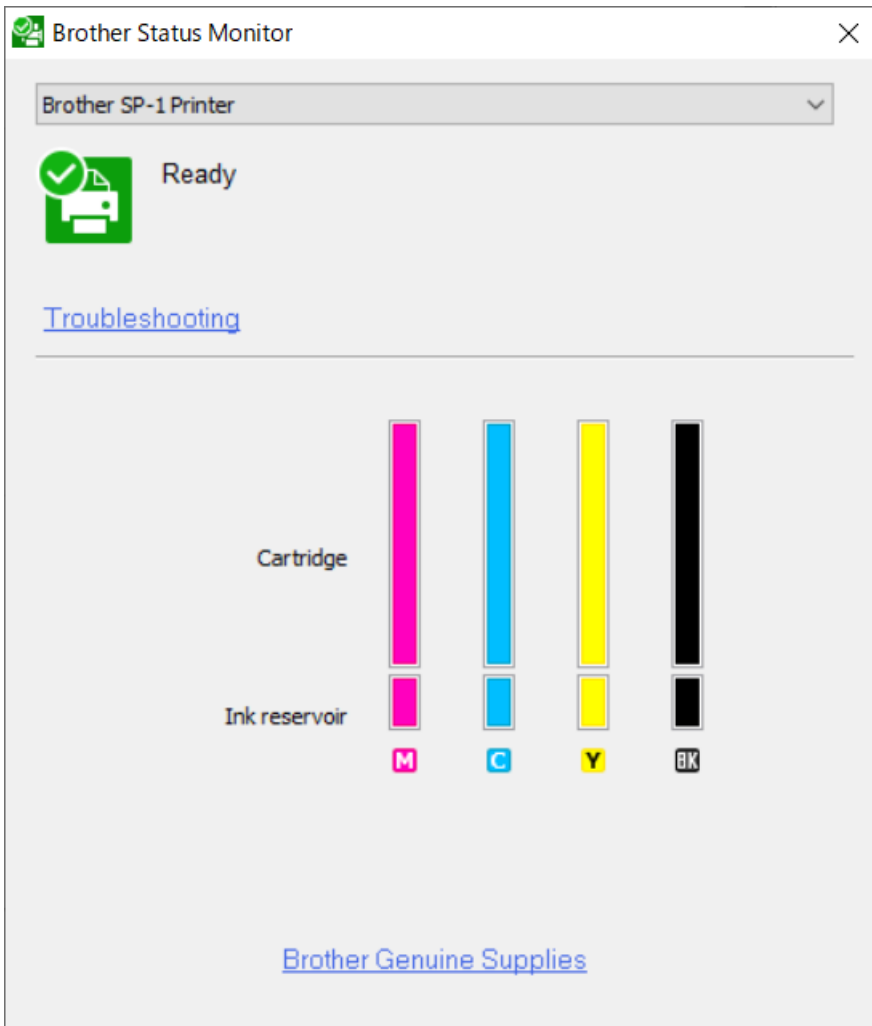 Brother Status Monitor
Brother SP-1 Printer
Ready
Troubleshooting
Cartridge
Ink reservoir
M C Y BK
Brother Genuine Supplies